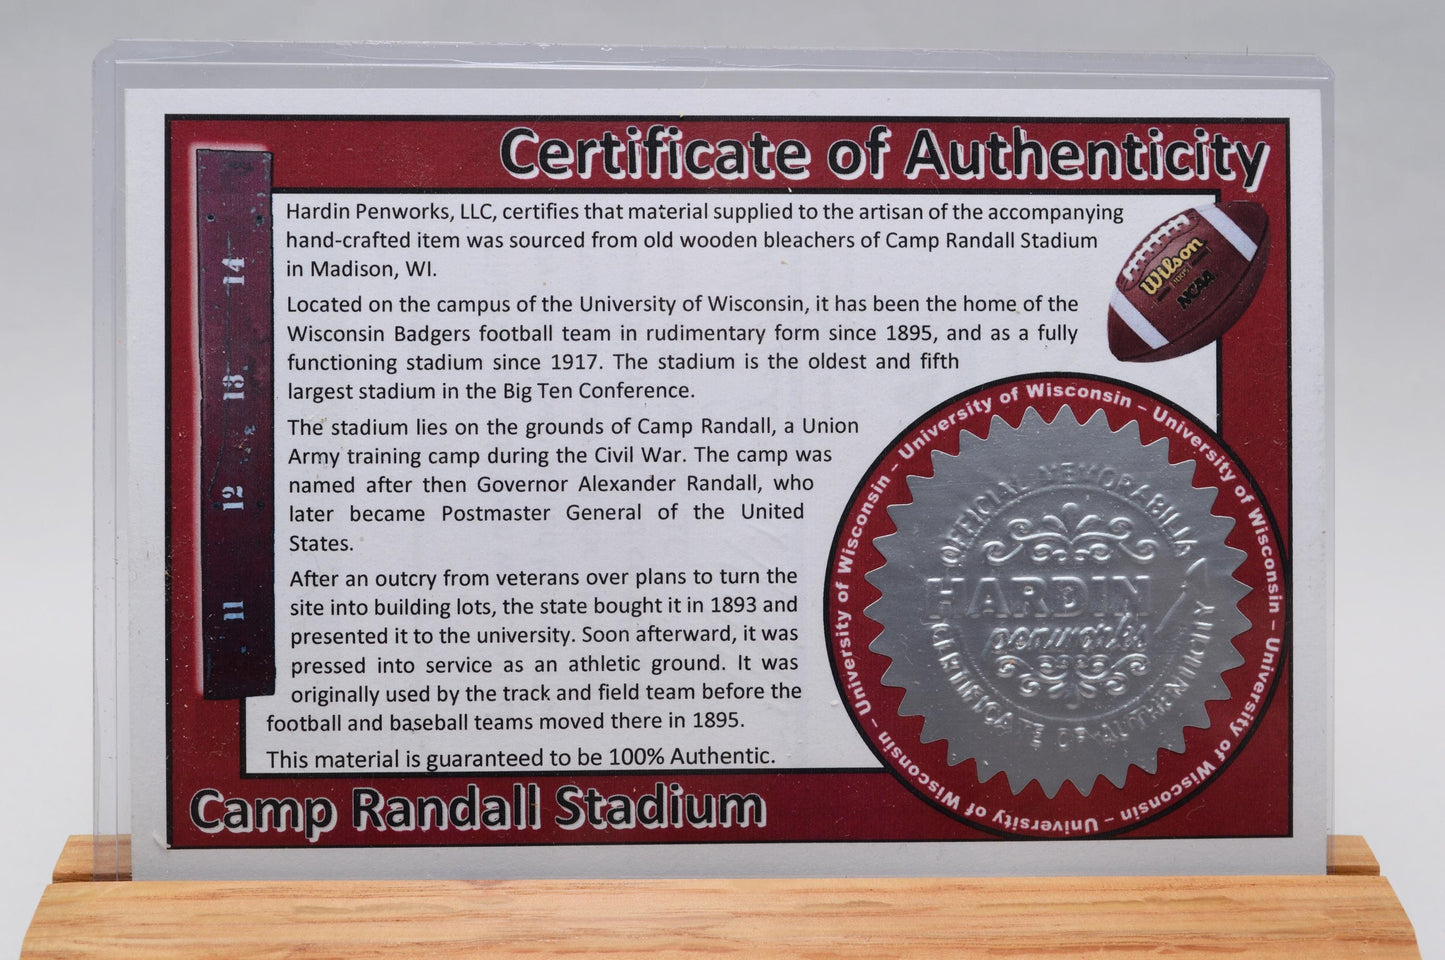 Certificate of Authenticity
Hardin Penworks, LLC, certifies that material supplied to the artisan of the accompanying
hand-crafted item was sourced from old wooden bleachers of Camp Randall Stadium
in Madison, WI.
Located on the campus of the University of Wisconsin, it has been the home of the
Wisconsin Badgers football team in rudimentary form since 1895, and as a fully
functioning stadium since 1917. The stadium is the oldest and fifth
largest stadium in the Big Ten Conference.
The stadium lies on the grounds of Camp Randall, a Union
Army training camp during the Civil War. The camp was
named after then Governor Alexander Randall, who
later became Postmaster General of the United
States.
After an outcry from veterans over plans to turn the
site into building lots, the state bought it in 1893 and
presented it to the university. Soon afterward, it was
pressed into service as an athletic ground. It was
originally used by the track and field team before the
football and baseball teams moved there in 1895.
This material is guaranteed to be 100% Authentic.
Camp Randall Stadium
14
13
12
11
Wilson
NCAA
University of Wisconsin – University of Wisconsin – University of Wisconsin – University of Wisconsin – University of Wisconsin –
OFFICIAL MEMORABILIA
HARDIN
penworks
CERTIFICATE OF AUTHENTICITY